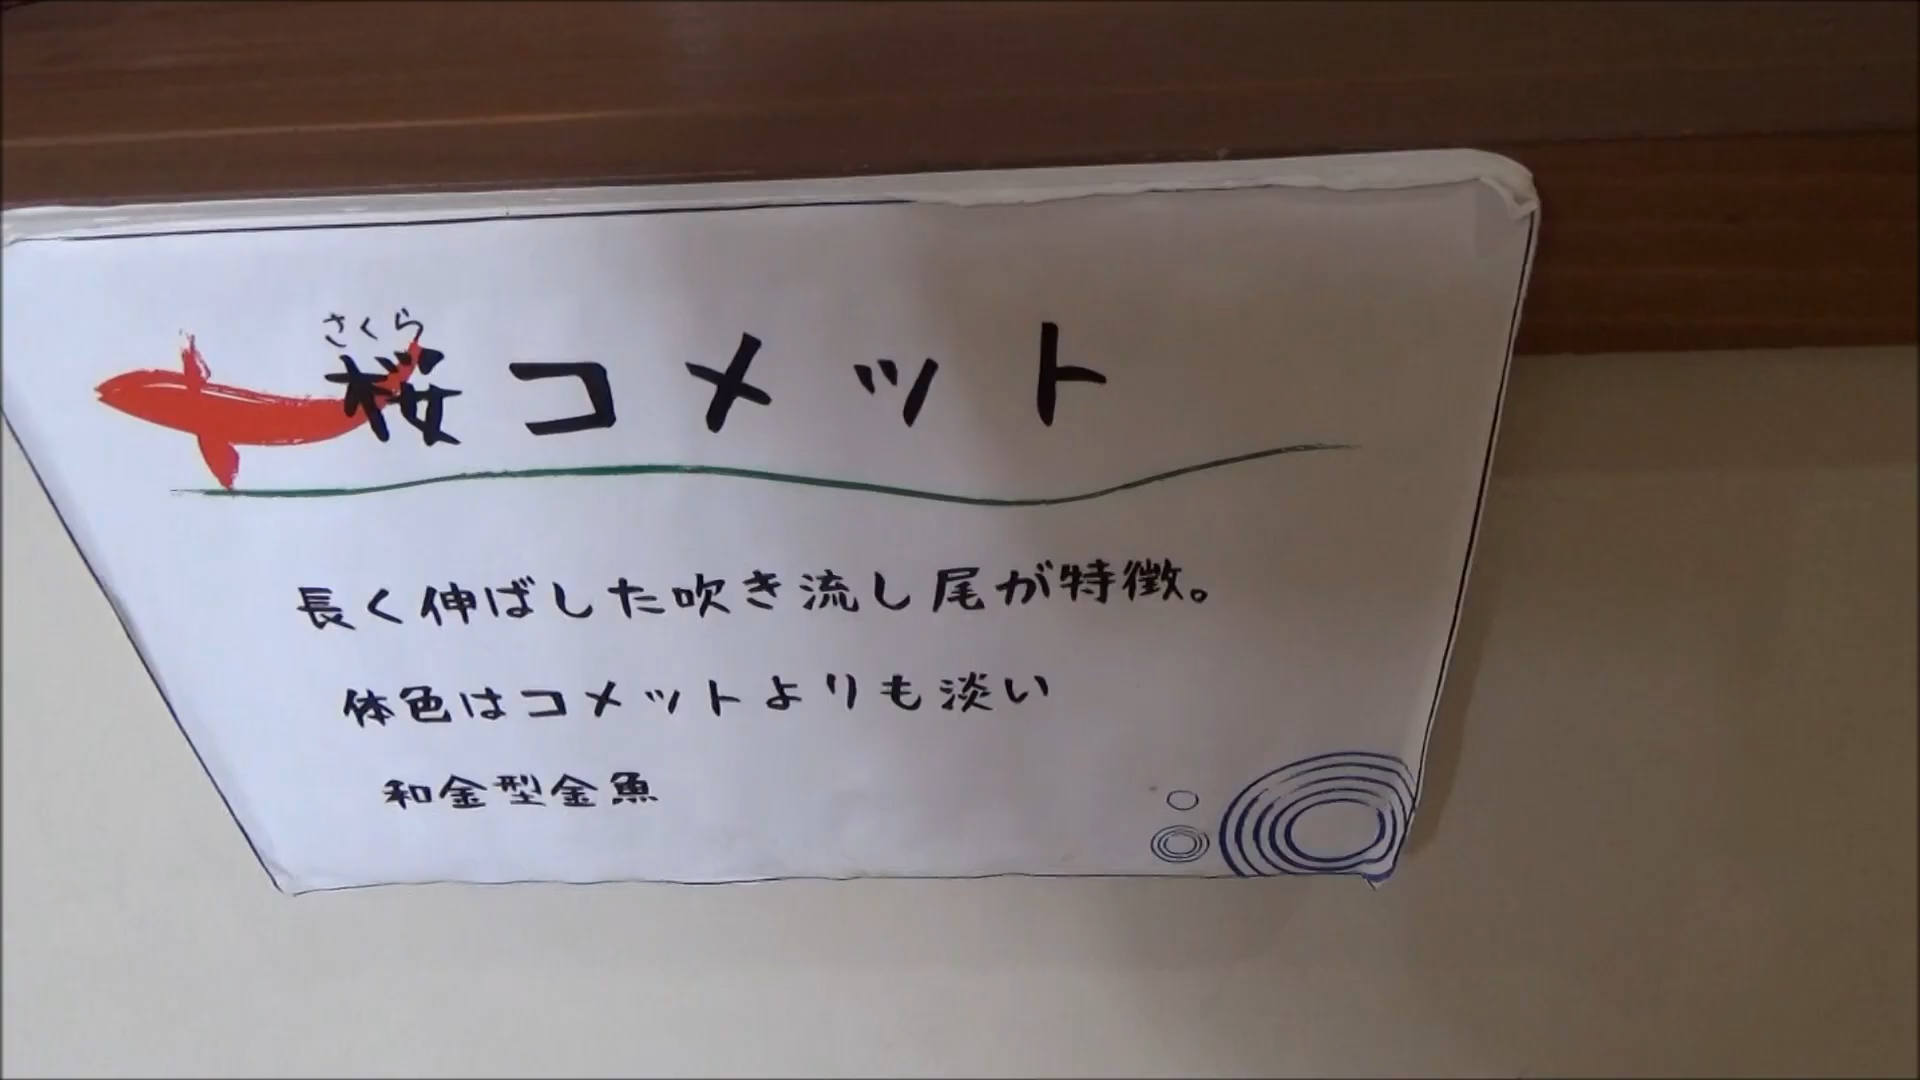 さくら
桜コメット
長く伸ばした吹き流し尾が特徴。
体色はコメットよりも淡い
和金型金魚